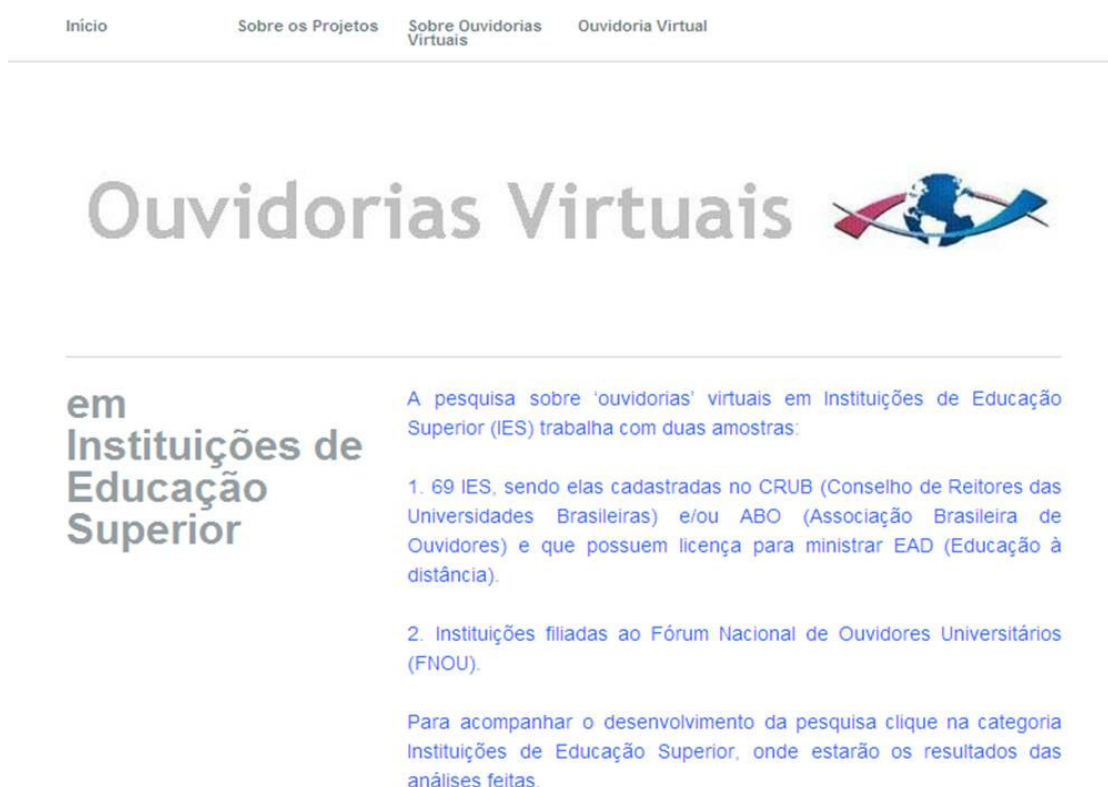 Início
Sobre os Projetos
Sobre Ouvidorias
Virtuais
Ouvidoria Virtual
Ouvidorias Virtuais
em
Instituições de
Educação
Superior
A pesquisa sobre 'ouvidorias' virtuais em Instituições de Educação
Superior (IES) trabalha com duas amostras:
1. 69 IES, sendo elas cadastradas no CRUB (Conselho de Reitores das
Universidades Brasileiras) e/ou ABO (Associação Brasileira de
Ouvidores) e que possuem licença para ministrar EAD (Educação à
distância).
2. Instituições filiadas ao Fórum Nacional de Ouvidores Universitários
(FNOU).
Para acompanhar o desenvolvimento da pesquisa clique na categoria
Instituições de Educação Superior, onde estarão os resultados das
análises feitas.